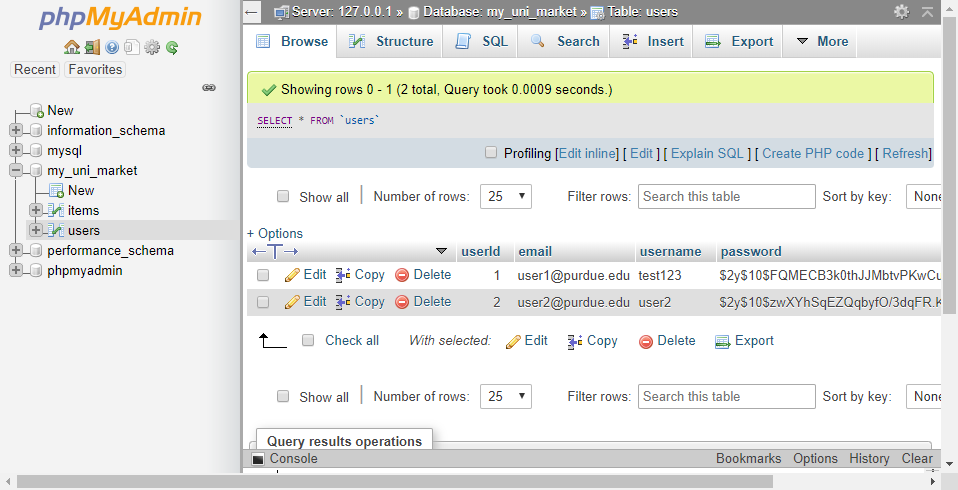 phpMyAdmin
Recent Favorites
New
information_schema
mysql
my_uni_market
New
items
users
performance_schema
phpmyadmin
Server: 127.0.0.1 » Database: my_uni_market » Table: users
Browse Structure SQL Search Insert Export More
Showing rows 0 - 1 (2 total, Query took 0.0009 seconds.)
SELECT * FROM `users`
Profiling [Edit inline] [ Edit ] [ Explain SQL ] [ Create PHP code ] [ Refresh]
Show all Number of rows: 25 Filter rows: Search this table Sort by key: None
+ Options
userId email username password
Edit Copy Delete 1 user1@purdue.edu test123 $2y$10$FQMECB3k0thJJMbtvPKwCu
Edit Copy Delete 2 user2@purdue.edu user2 $2y$10$zwXYhSqEZQqbyfO/3dqFR.K
Check all With selected: Edit Copy Delete Export
Show all Number of rows: 25 Filter rows: Search this table Sort by key: None
Query results operations
Console Bookmarks Options History Clear